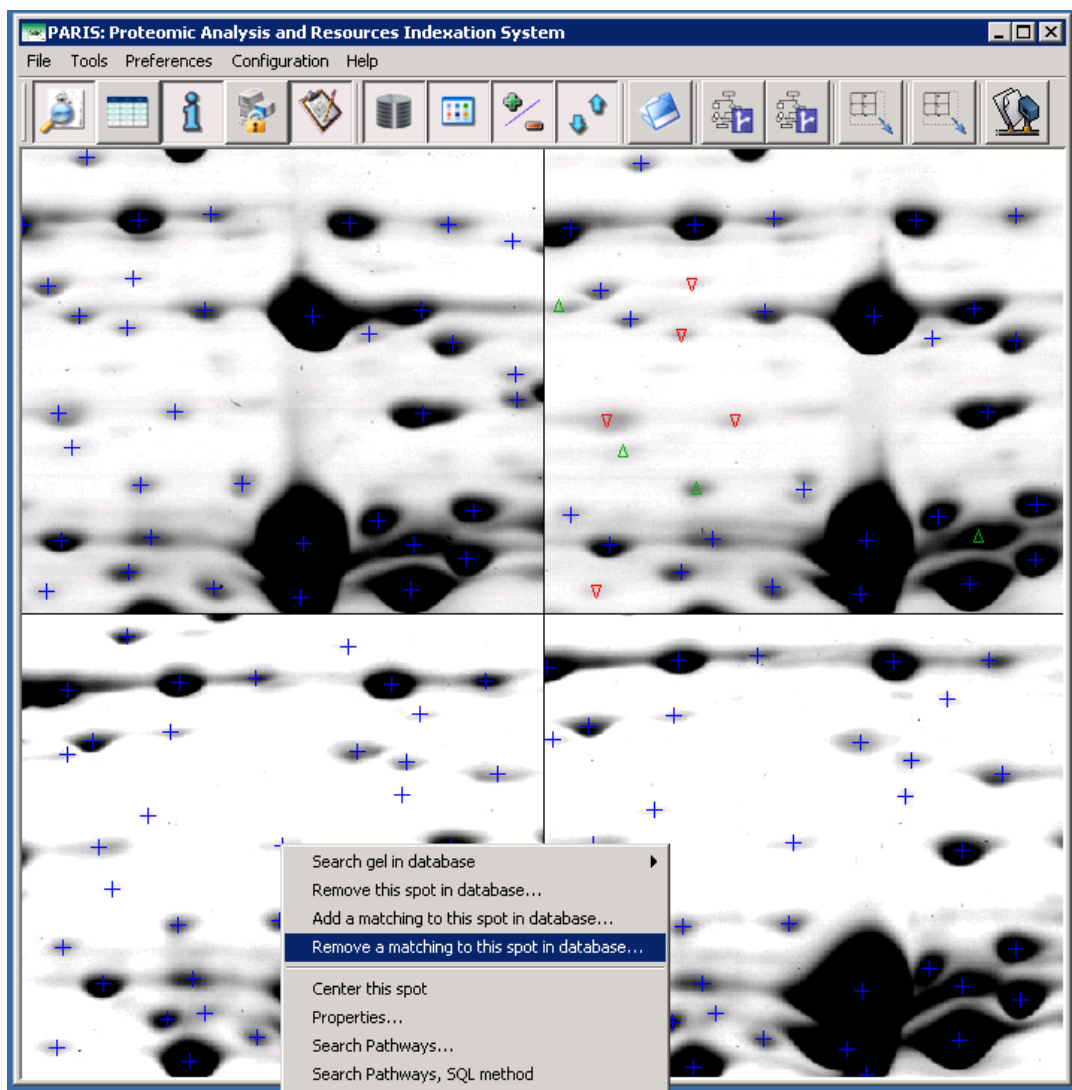 PARIS: Proteomic Analysis and Resources Indexation System
File Tools Preferences Configuration Help
Search gel in database
Remove this spot in database...
Add a matching to this spot in database...
Remove a matching to this spot in database...
Center this spot
Properties...
Search Pathways...
Search Pathways, SQL method